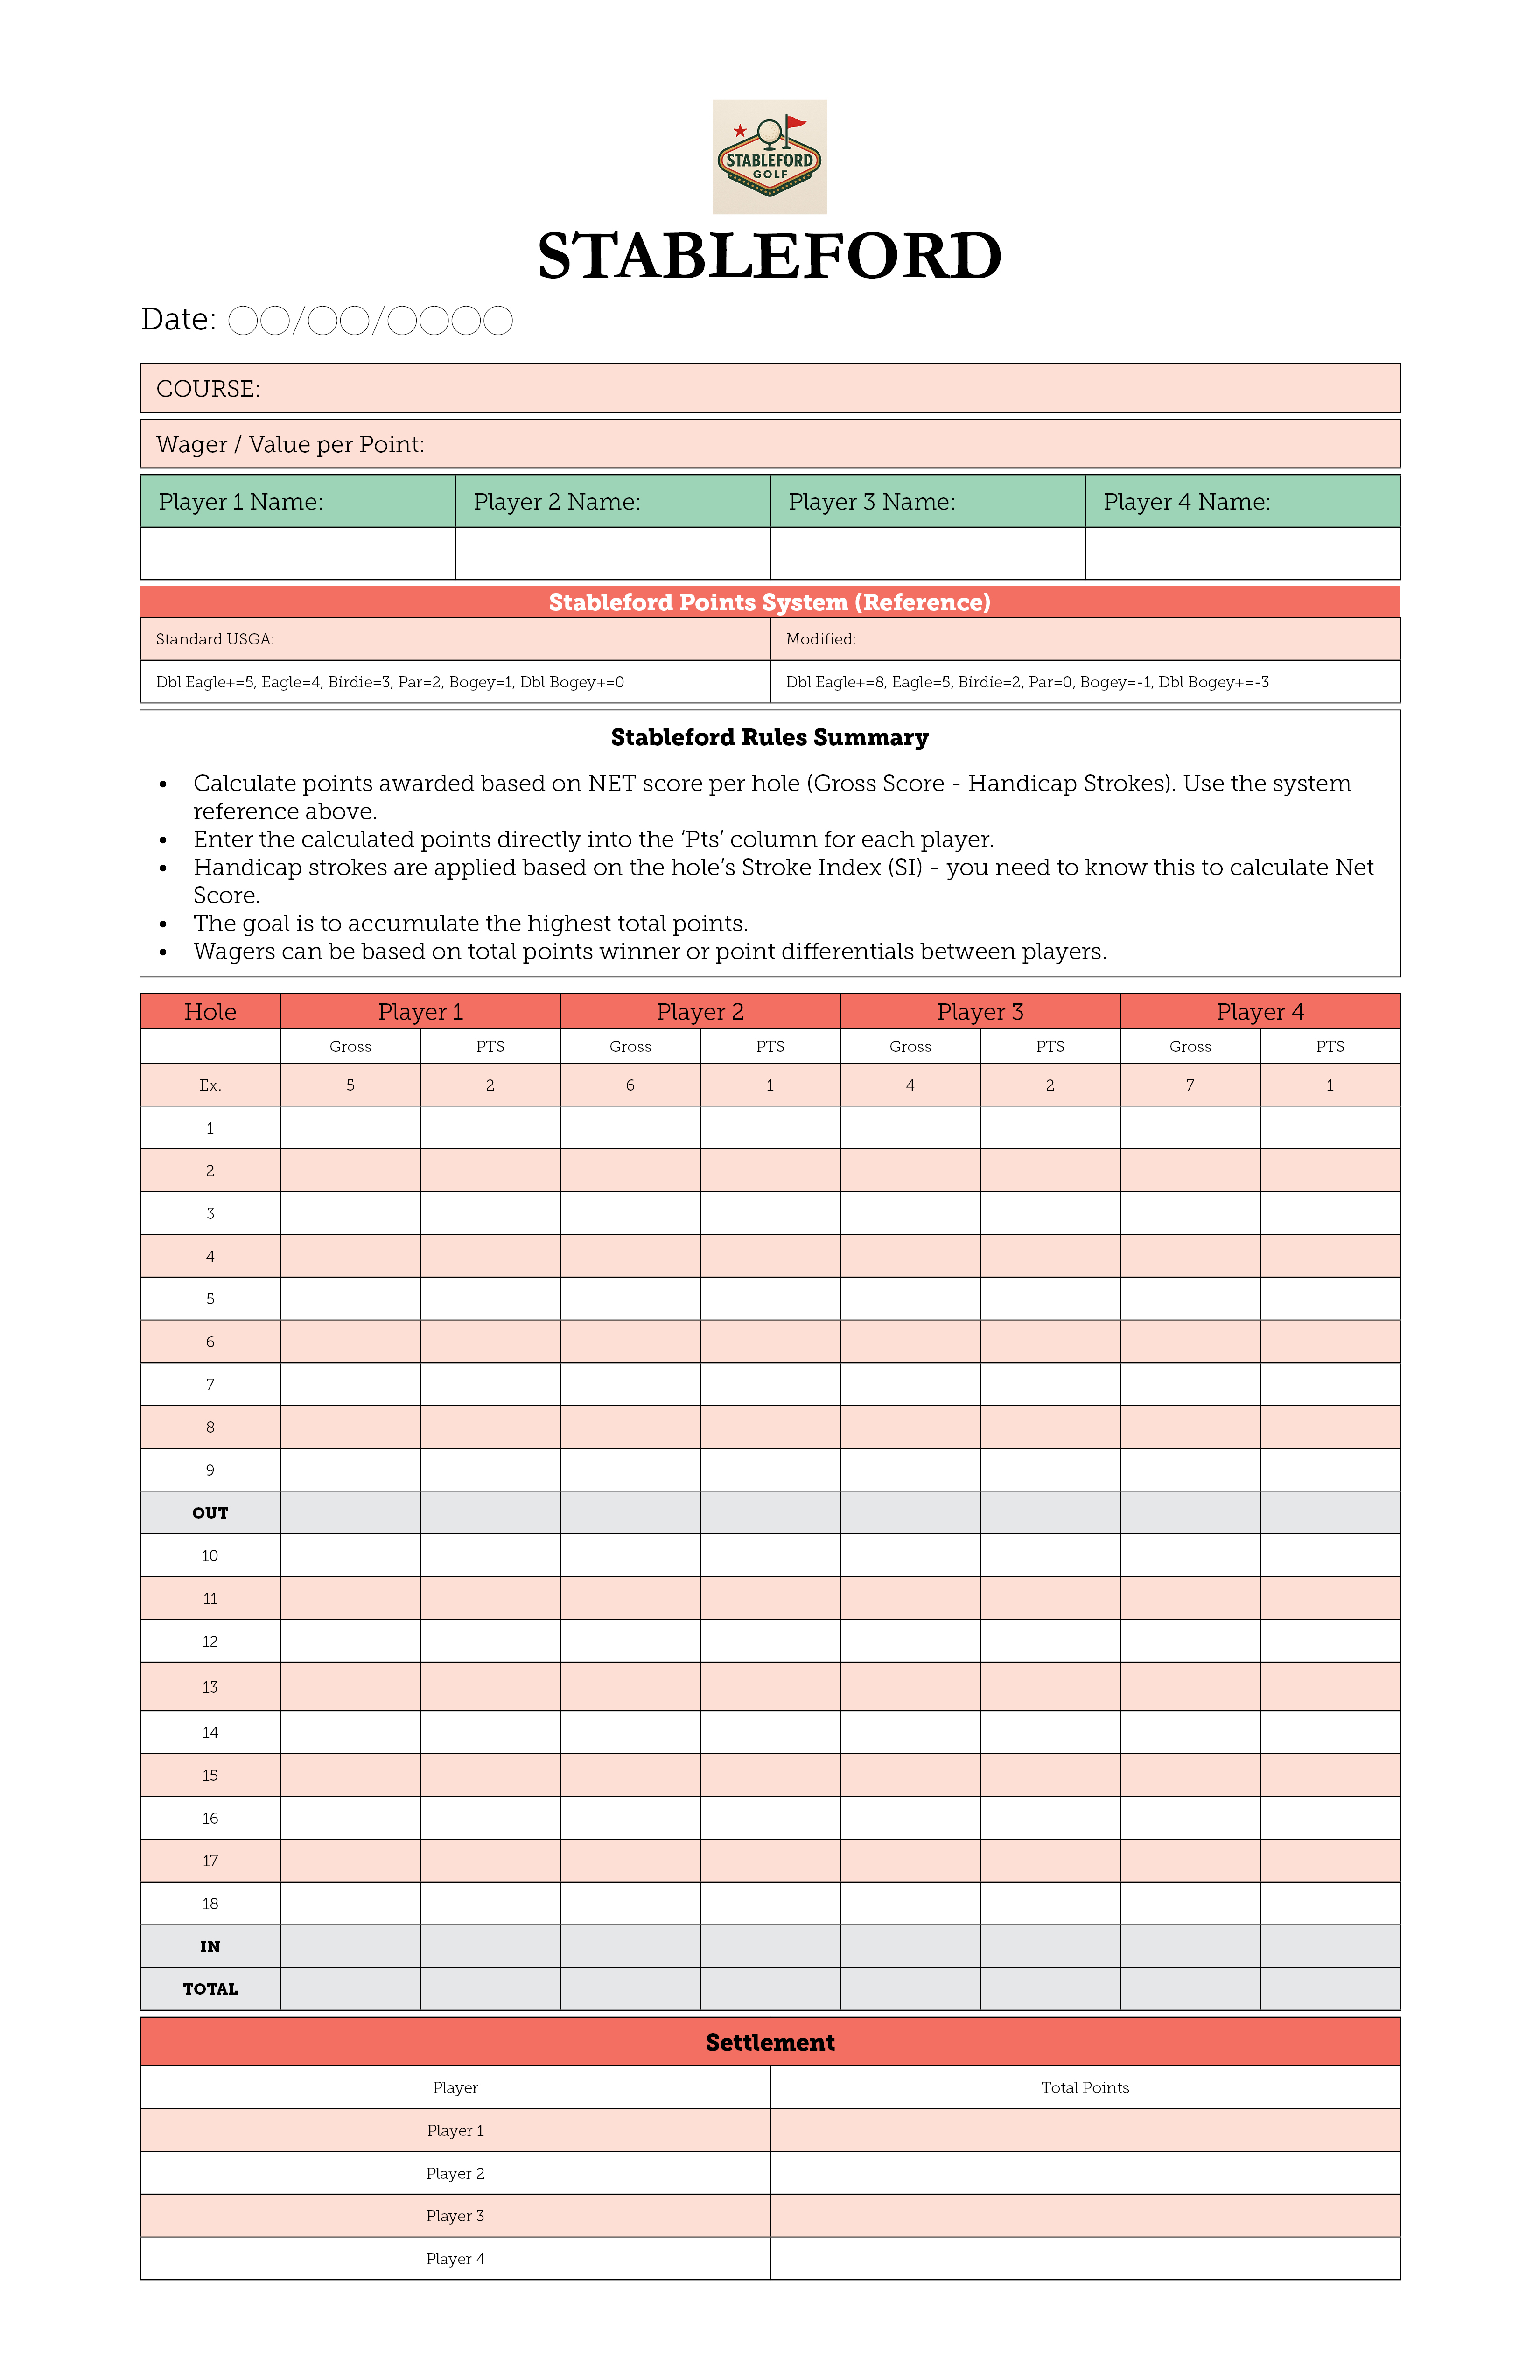 STABLEFORD
GOLF
STABLEFORD
Date: ○○/○○/○○○○
COURSE:
Wager / Value per Point:
Player 1 Name: Player 2 Name: Player 3 Name: Player 4 Name:
Stableford Points System (Reference)
Standard USGA: Modified:
Dbl Eagle+=5, Eagle=4, Birdie=3, Par=2, Bogey=1, Dbl Bogey+=0 Dbl Eagle+=8, Eagle=5, Birdie=2, Par=0, Bogey=-1, Dbl Bogey+=-3
Stableford Rules Summary
• Calculate points awarded based on NET score per hole (Gross Score - Handicap Strokes). Use the system
reference above.
• Enter the calculated points directly into the ‘Pts’ column for each player.
• Handicap strokes are applied based on the hole’s Stroke Index (SI) - you need to know this to calculate Net
Score.
• The goal is to accumulate the highest total points.
• Wagers can be based on total points winner or point differentials between players.
Hole Player 1 Player 2 Player 3 Player 4
Gross PTS Gross PTS Gross PTS Gross PTS
Ex. 5 2 6 1 4 2 7 1
1
2
3
4
5
6
7
8
9
OUT
10
11
12
13
14
15
16
17
18
IN
TOTAL
Settlement
Player Total Points
Player 1
Player 2
Player 3
Player 4